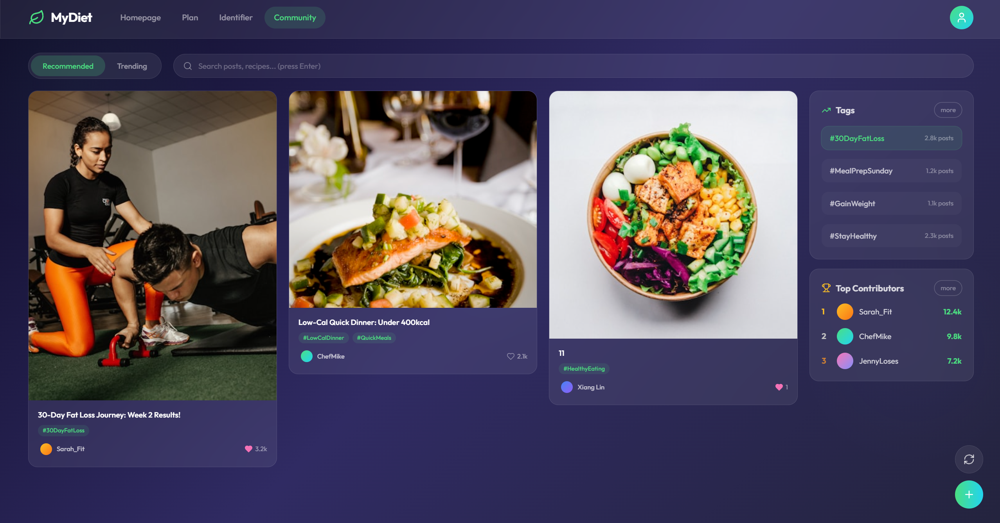 MyDiet
Homepage
Plan
Identifier
Community
Recommended
Trending
Search posts, recipes... (press Enter)
30-Day Fat Loss Journey: Week 2 Results!
#30DayFatLoss
Sarah_Fit
3.2k
Low-Cal Quick Dinner: Under 400kcal
#LowCalDinner #QuickMeals
ChefMike
2.1k
11
#HealthyEating
Xiang Lin
1
Tags
more
#30DayFatLoss 2.8k posts
#MealPrepSunday 1.2k posts
#GainWeight 1.1k posts
#StayHealthy 2.3k posts
Top Contributors
more
1 Sarah_Fit 12.4k
2 ChefMike 9.8k
3 JennyLoses 7.2k